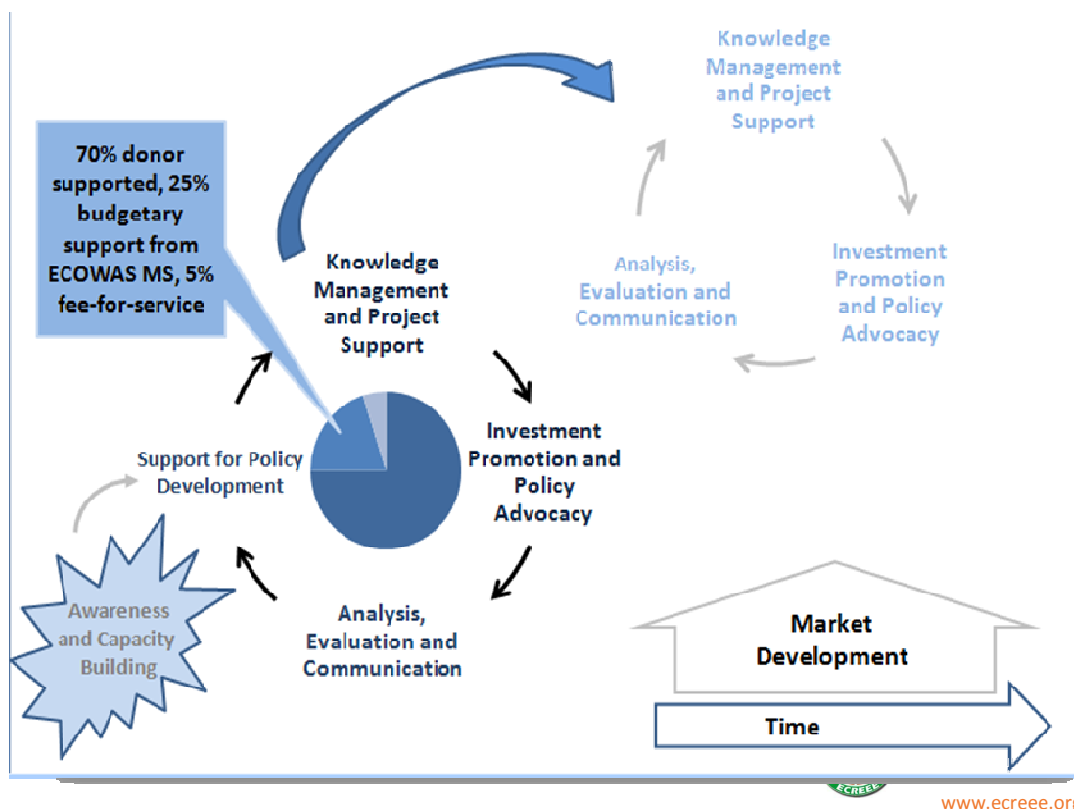 Knowledge
Management
and Project
Support
70% donor
supported, 25%
budgetary
support from
ECOWAS MS, 5%
fee-for-service
Knowledge
Management
and Project
Support
Analysis,
Evaluation and
Communication
Investment
Promotion
and Policy
Advocacy
Support for Policy
Development
Investment
Promotion and
Policy
Advocacy
Awareness
and Capacity
Building
Analysis,
Evaluation and
Communication
Market
Development
Time
ECREEE
www.ecreee.org